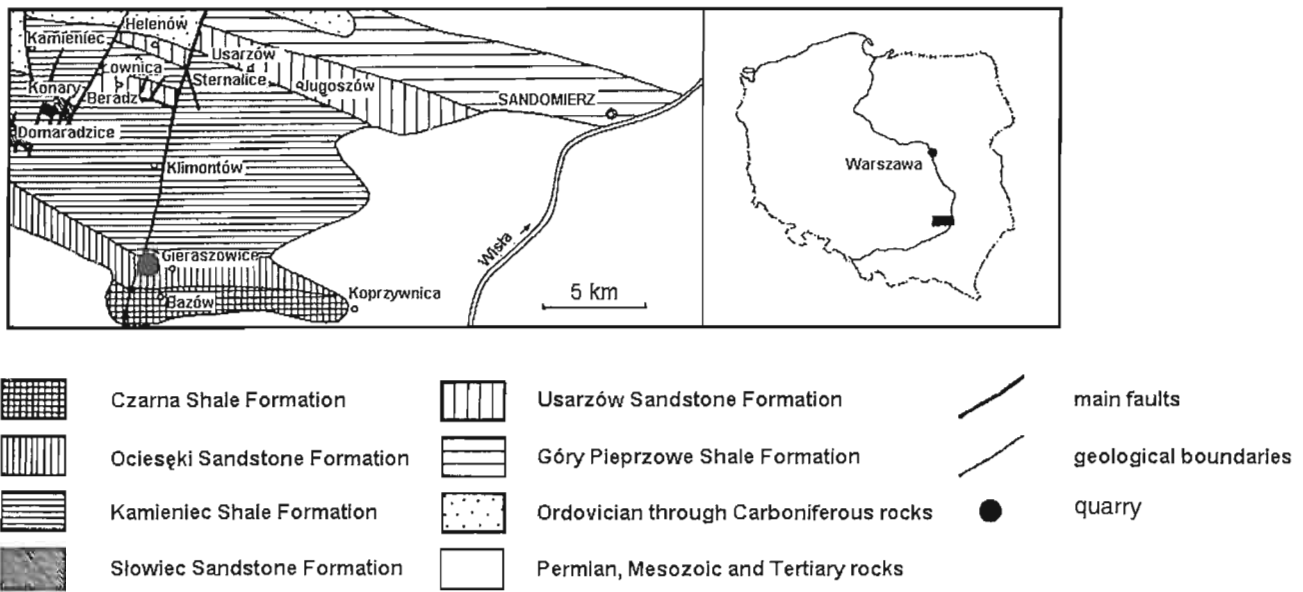 Helenów
Kamieniec
Usarzów
Łownica
Sternalice
Konary
Beradz
Jugoszów
SANDOMIERZ
Domaradzice
Klimontów
Gieraszowice
Bazów
Koprzywnica
Wisła
5 km
Warszawa
Czarna Shale Formation
Usarzów Sandstone Formation
main faults
Ociesęki Sandstone Formation
Góry Pieprzowe Shale Formation
geological boundaries
Kamieniec Shale Formation
Ordovician through Carboniferous rocks
quarry
Słowiec Sandstone Formation
Permian, Mesozoic and Tertiary rocks